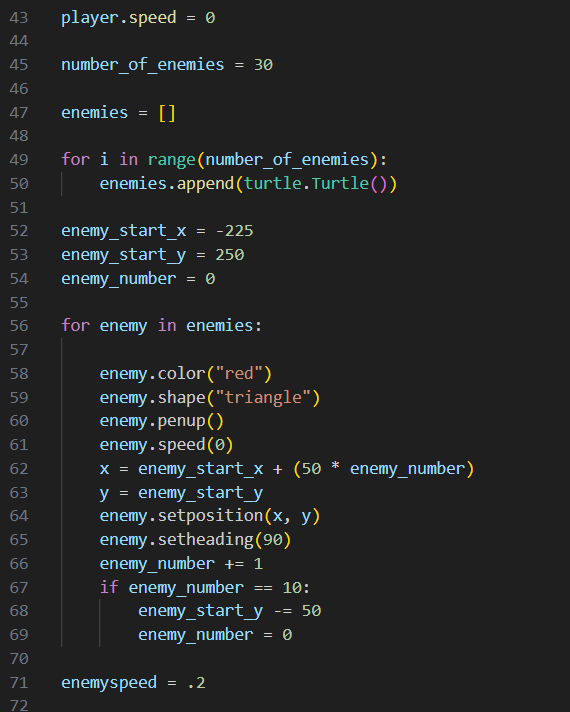 43 player.speed = 0
44
45 number_of_enemies = 30
46
47 enemies = []
48
49 for i in range(number_of_enemies):
50     enemies.append(turtle.Turtle())
51
52 enemy_start_x = -225
53 enemy_start_y = 250
54 enemy_number = 0
55
56 for enemy in enemies:
57
58     enemy.color("red")
59     enemy.shape("triangle")
60     enemy.penup()
61     enemy.speed(0)
62     x = enemy_start_x + (50 * enemy_number)
63     y = enemy_start_y
64     enemy.setposition(x, y)
65     enemy.setheading(90)
66     enemy_number += 1
67     if enemy_number == 10:
68         enemy_start_y -= 50
69         enemy_number = 0
70
71 enemyspeed = .2
72